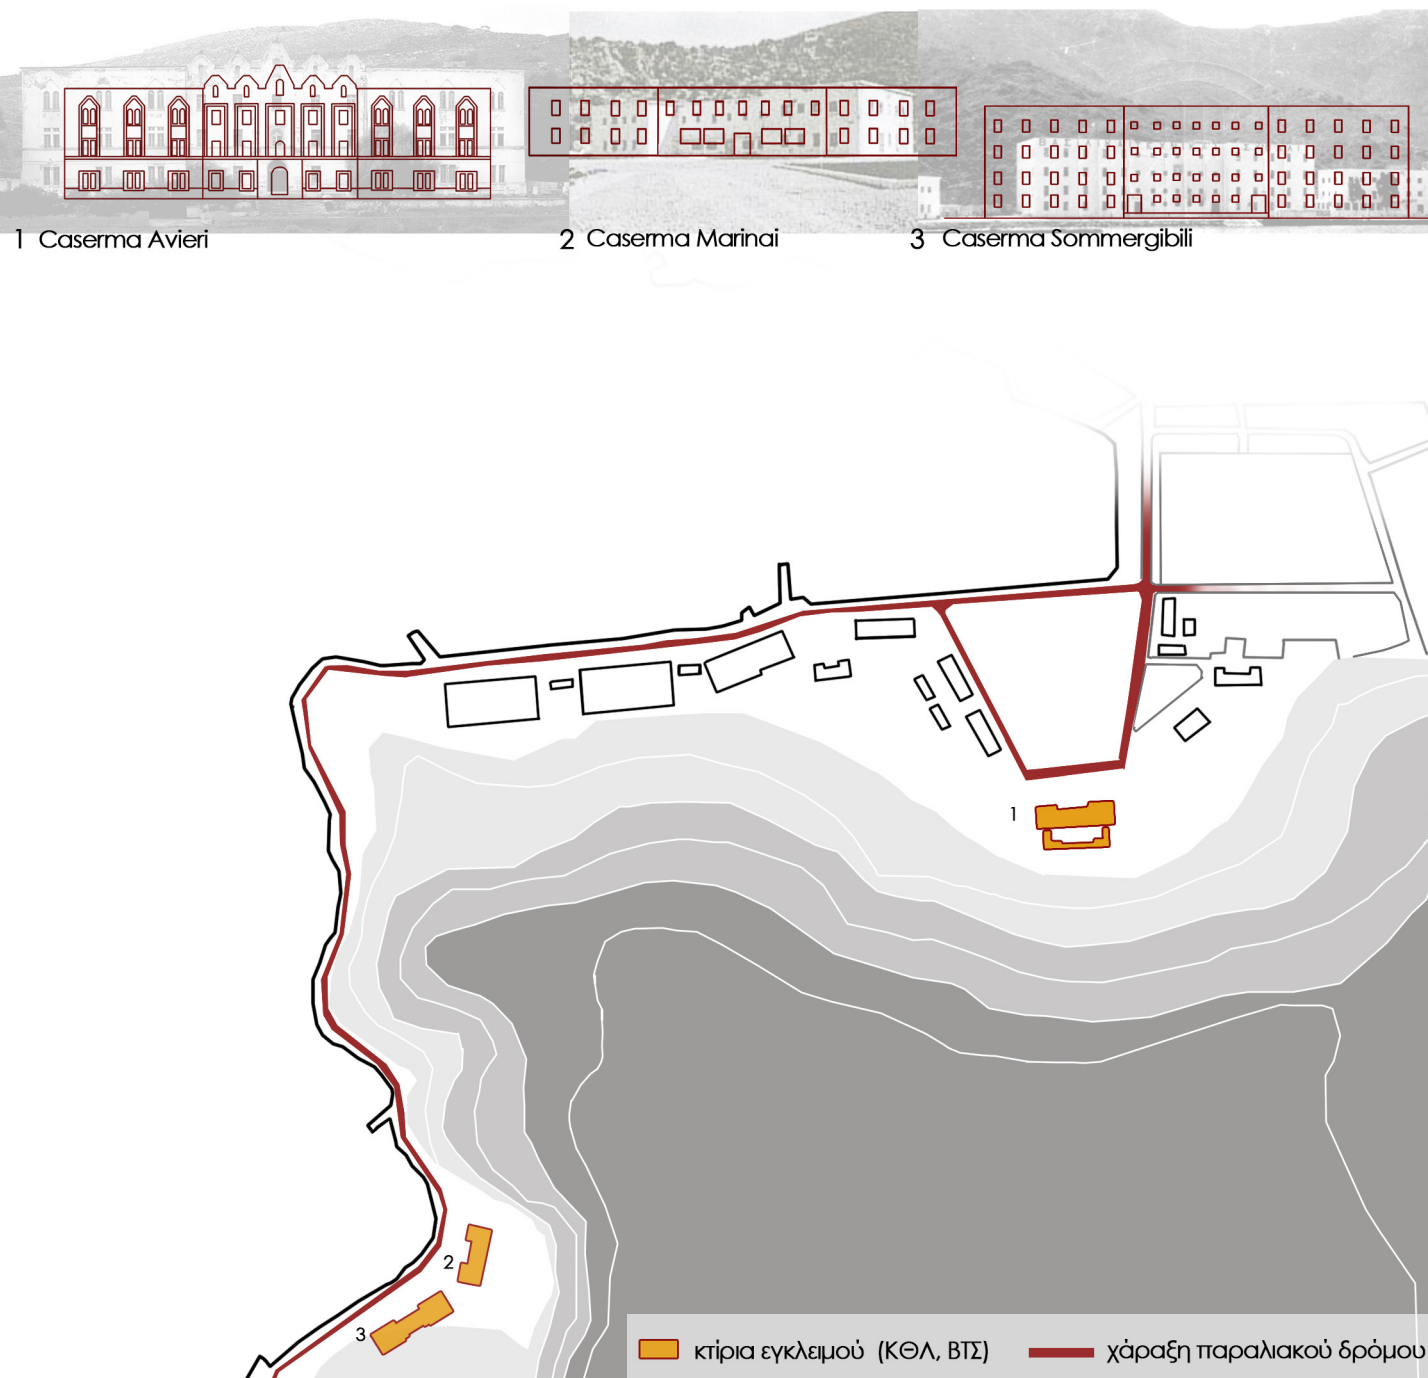 1 Caserma Avieri
2 Caserma Marinai
3 Caserma Sommergibili
1
2
3
κτίρια εγκλειμού (ΚΘΛ, ΒΤΣ)
χάραξη παραλιακού δρόμου